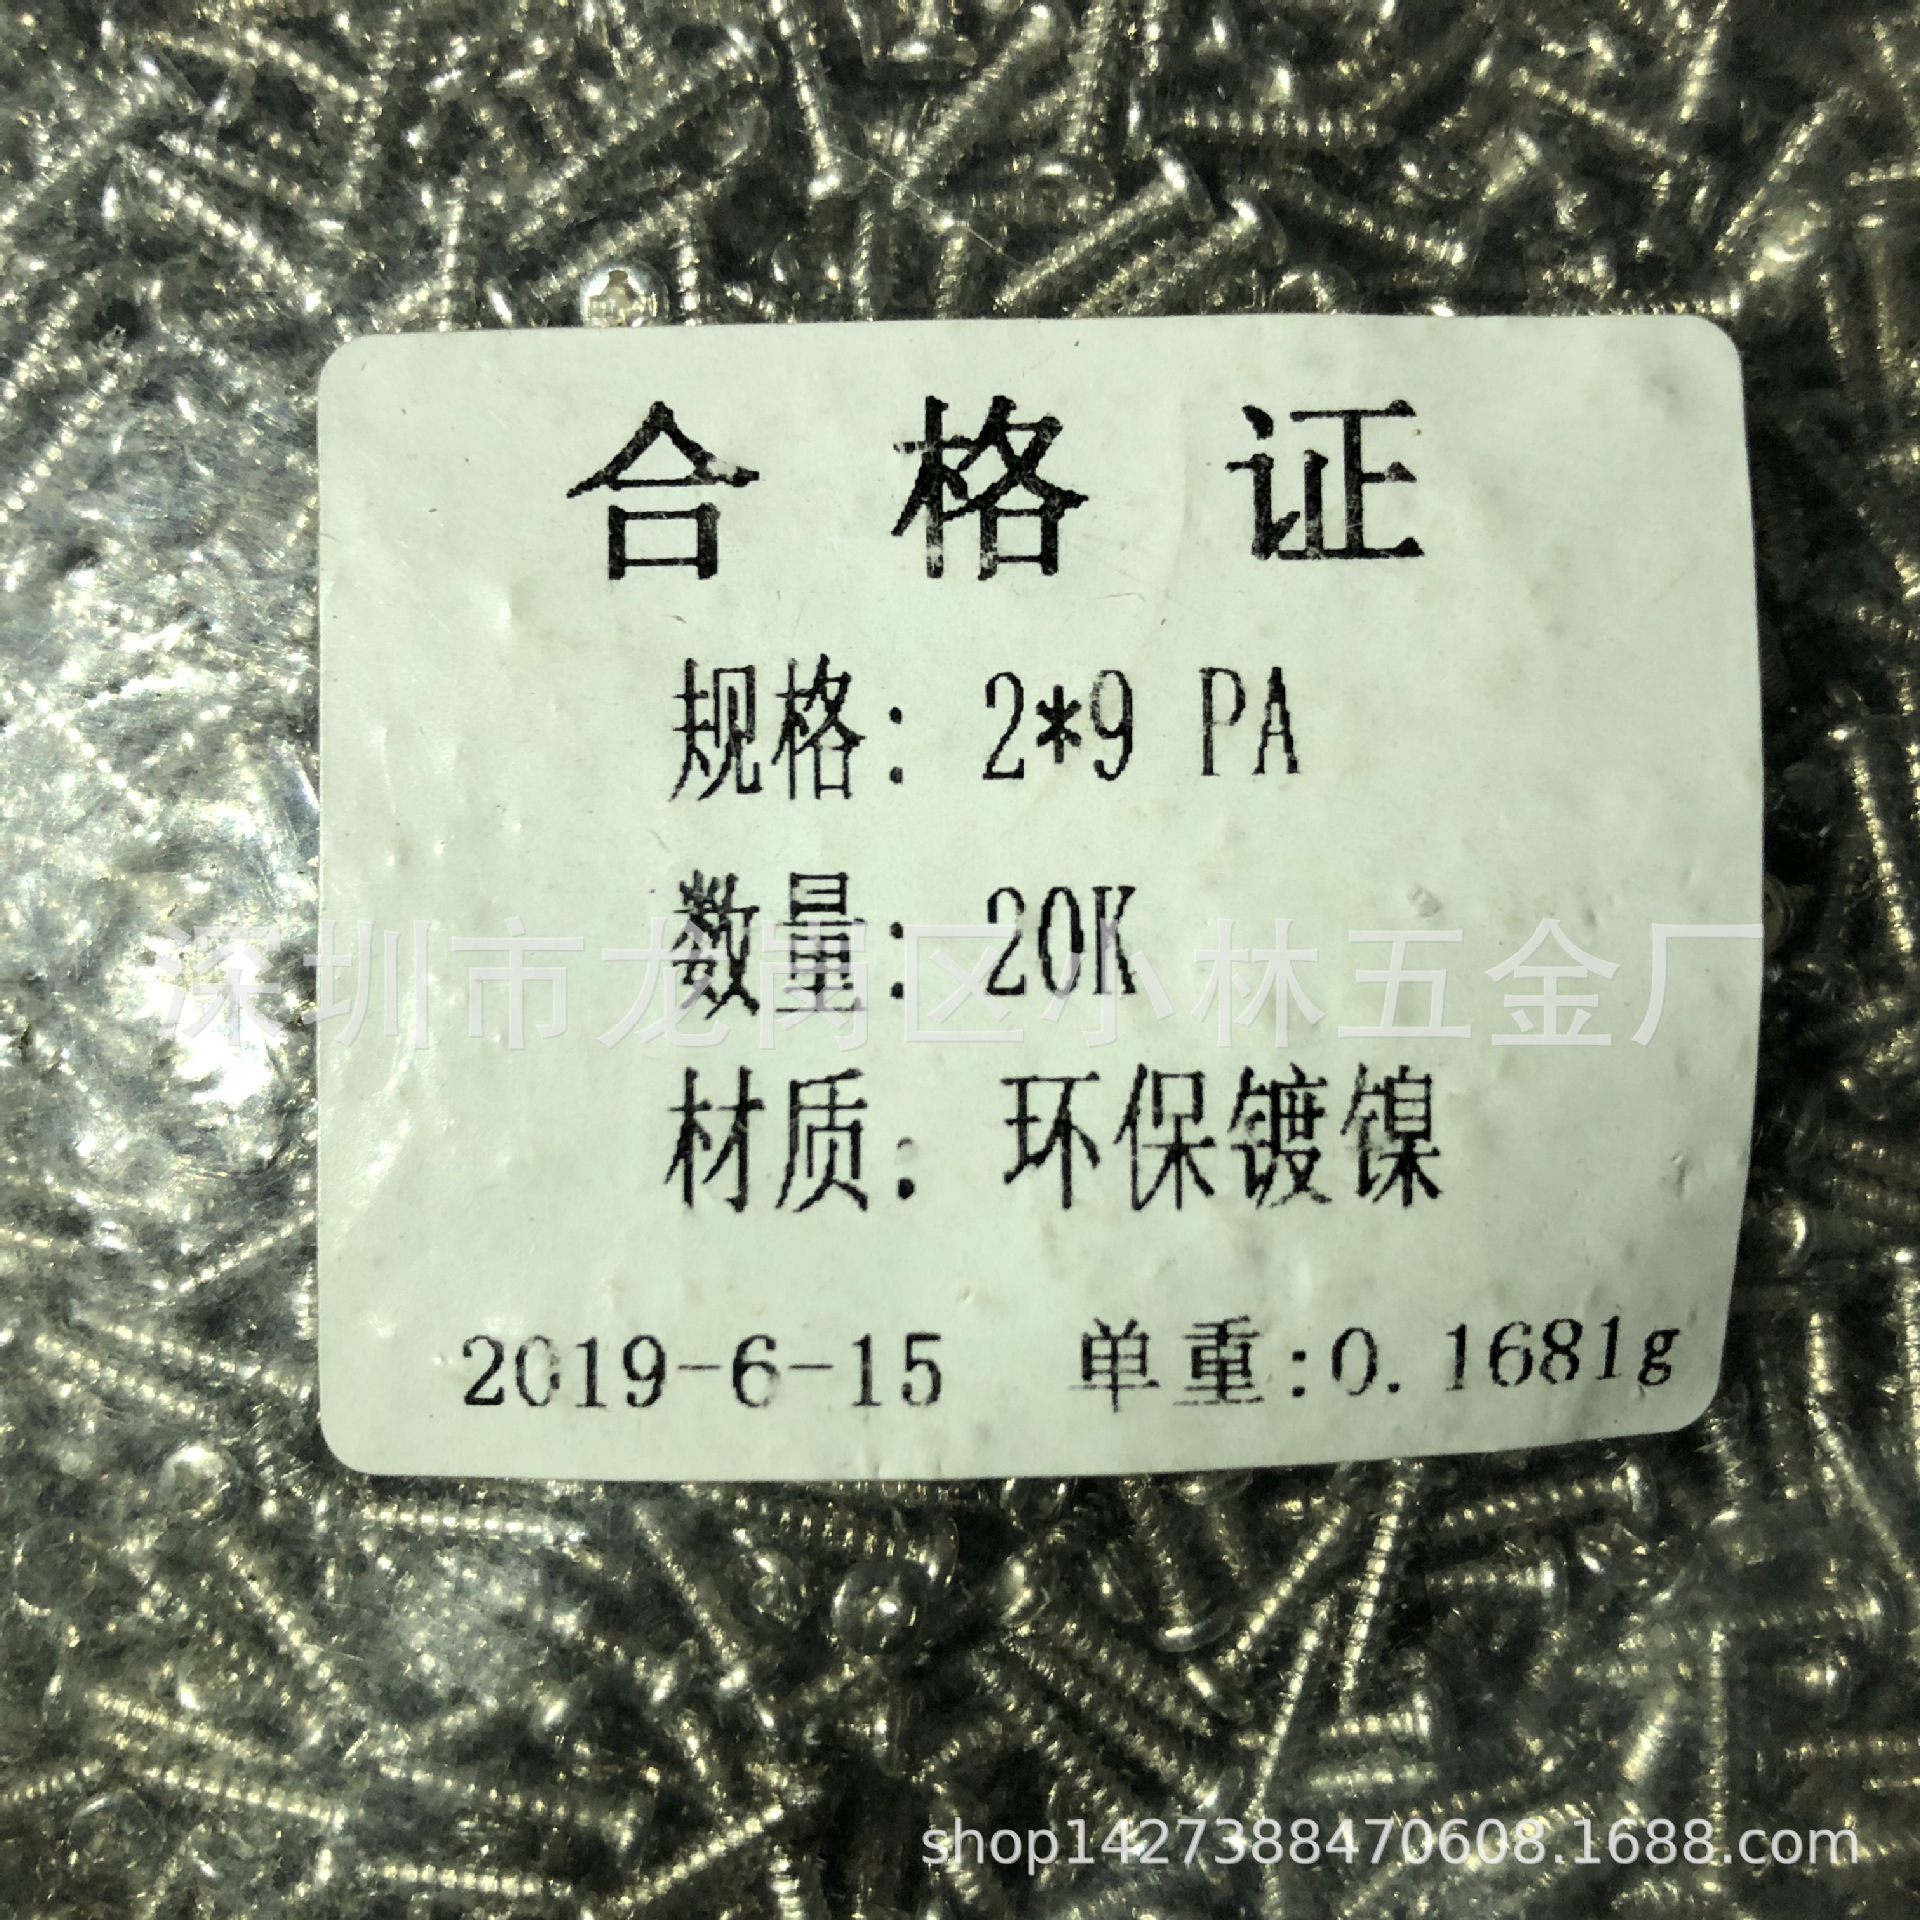 合格证
规格：2*9 PA
数量：20K
深圳市龙岗区小林五金厂
材质：环保镀镍
2019-6-15 单重:0.1681g
shop1427388470608.1688.com